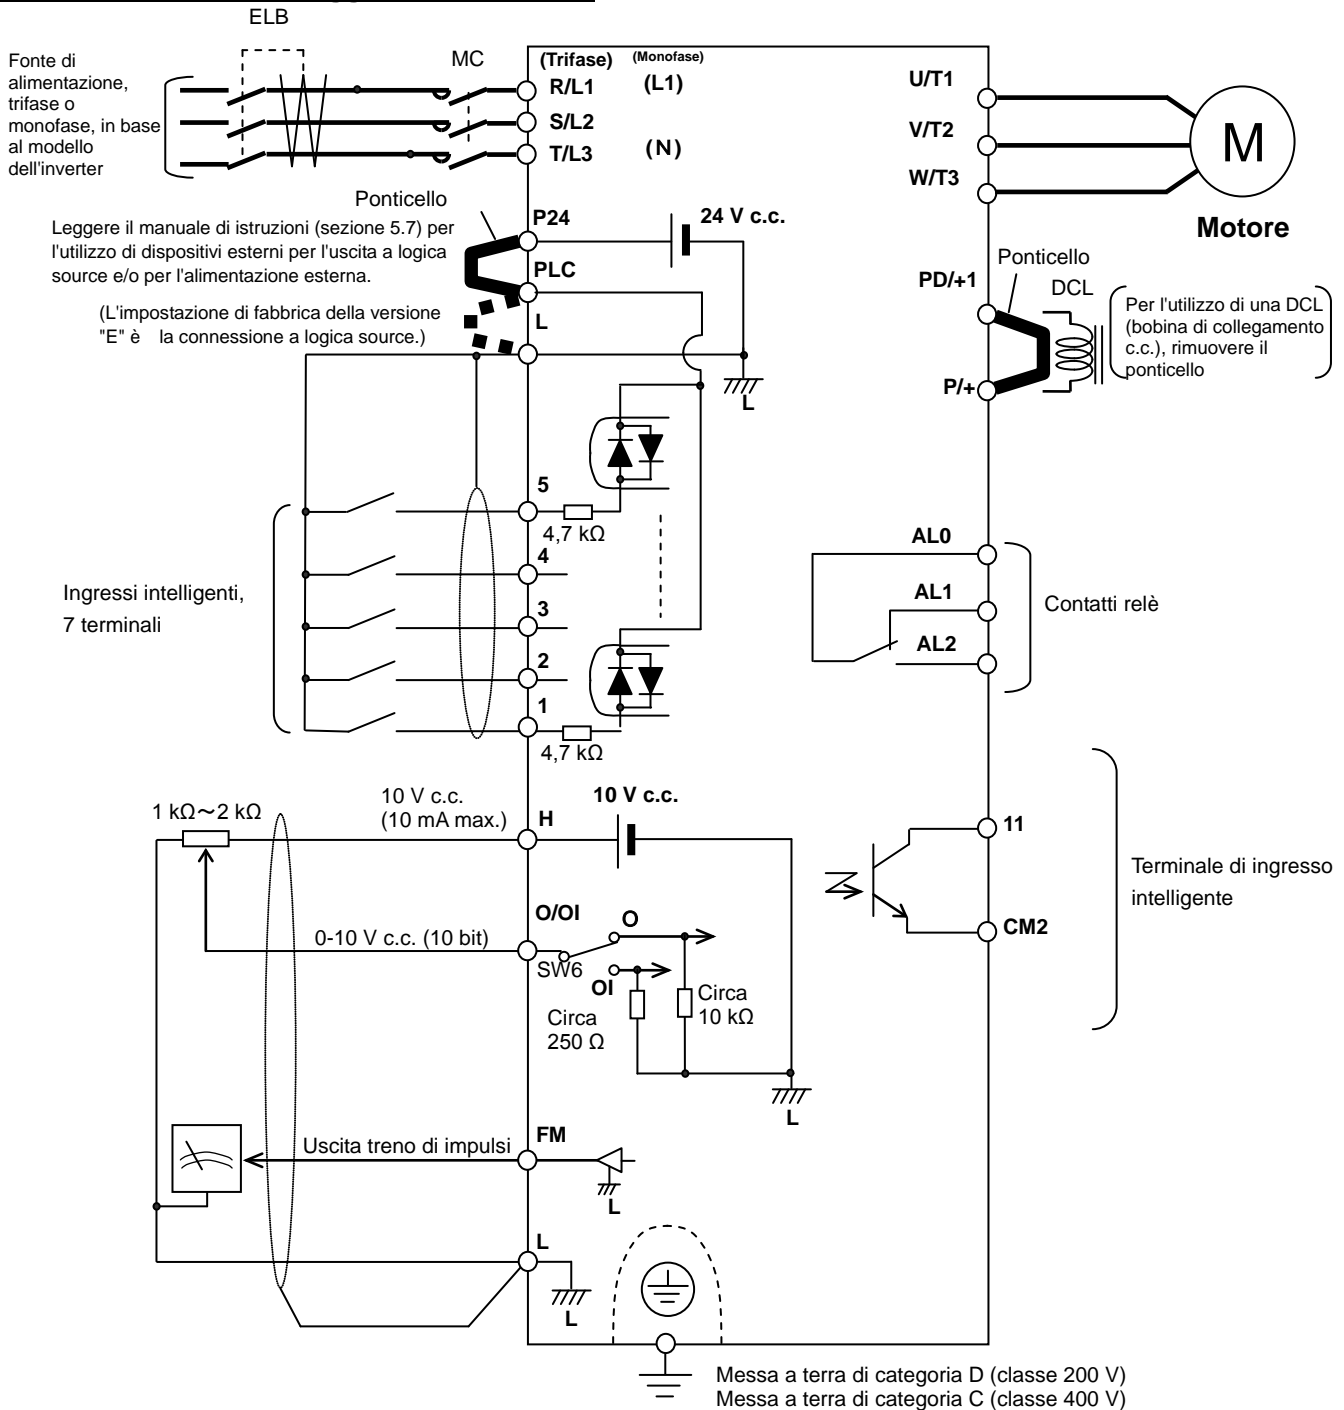 ELB
Fonte di
alimentazione,
trifase o
monofase, in base
al modello
dell'inverter
MC
(Trifase)
(Monofase)
R/L1
(L1)
S/L2
T/L3
(N)
U/T1
V/T2
W/T3
M
Motore
Ponticello
Leggere il manuale di istruzioni (sezione 5.7) per
l'utilizzo di dispositivi esterni per l'uscita a logica
source e/o per l'alimentazione esterna.
(L'impostazione di fabbrica della versione
"E" è la connessione a logica source.)
P24
24 V c.c.
PLC
L
L
PD/+1
Ponticello
DCL
Per l'utilizzo di una DCL
(bobina di collegamento
c.c.), rimuovere il
ponticello
P/+
5
4,7 kΩ
4
3
2
1
4,7 kΩ
Ingressi intelligenti,
7 terminali
AL0
AL1
AL2
Contatti relè
1 kΩ～2 kΩ
10 V c.c.
(10 mA max.)
H
10 V c.c.
O/OI
O
0-10 V c.c. (10 bit)
SW6
OI
Circa
10 kΩ
Circa
250 Ω
L
11
CM2
Terminale di ingresso
intelligente
Uscita treno di impulsi
FM
L
L
L
Messa a terra di categoria D (classe 200 V)
Messa a terra di categoria C (classe 400 V)